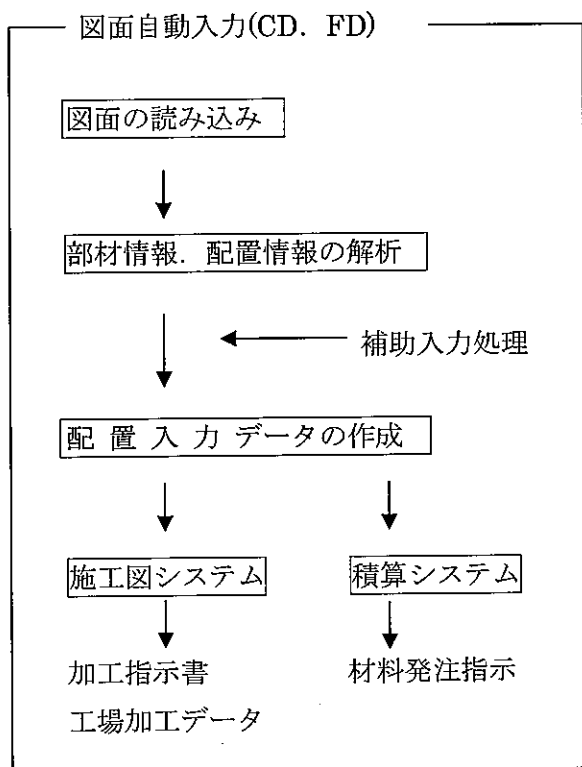 図面自動入力(CD. FD)
図面の読み込み
部材情報. 配置情報の解析
補助入力処理
配 置 入 力 データの作成
施工図システム
積算システム
加工指示書
工場加工データ
材料発注指示